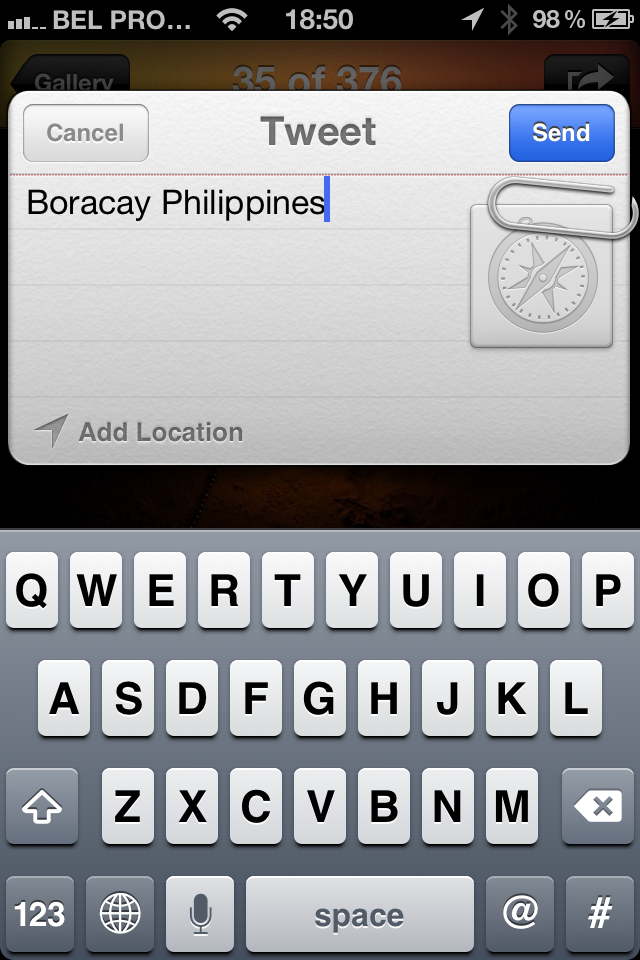 BEL PRO... 18:50 98 %
Gallery 35 of 376
Cancel Tweet Send
Boracay Philippines
Add Location
Q W E R T Y U I O P
A S D F G H J K L
Z X C V B N M
123 space @ #